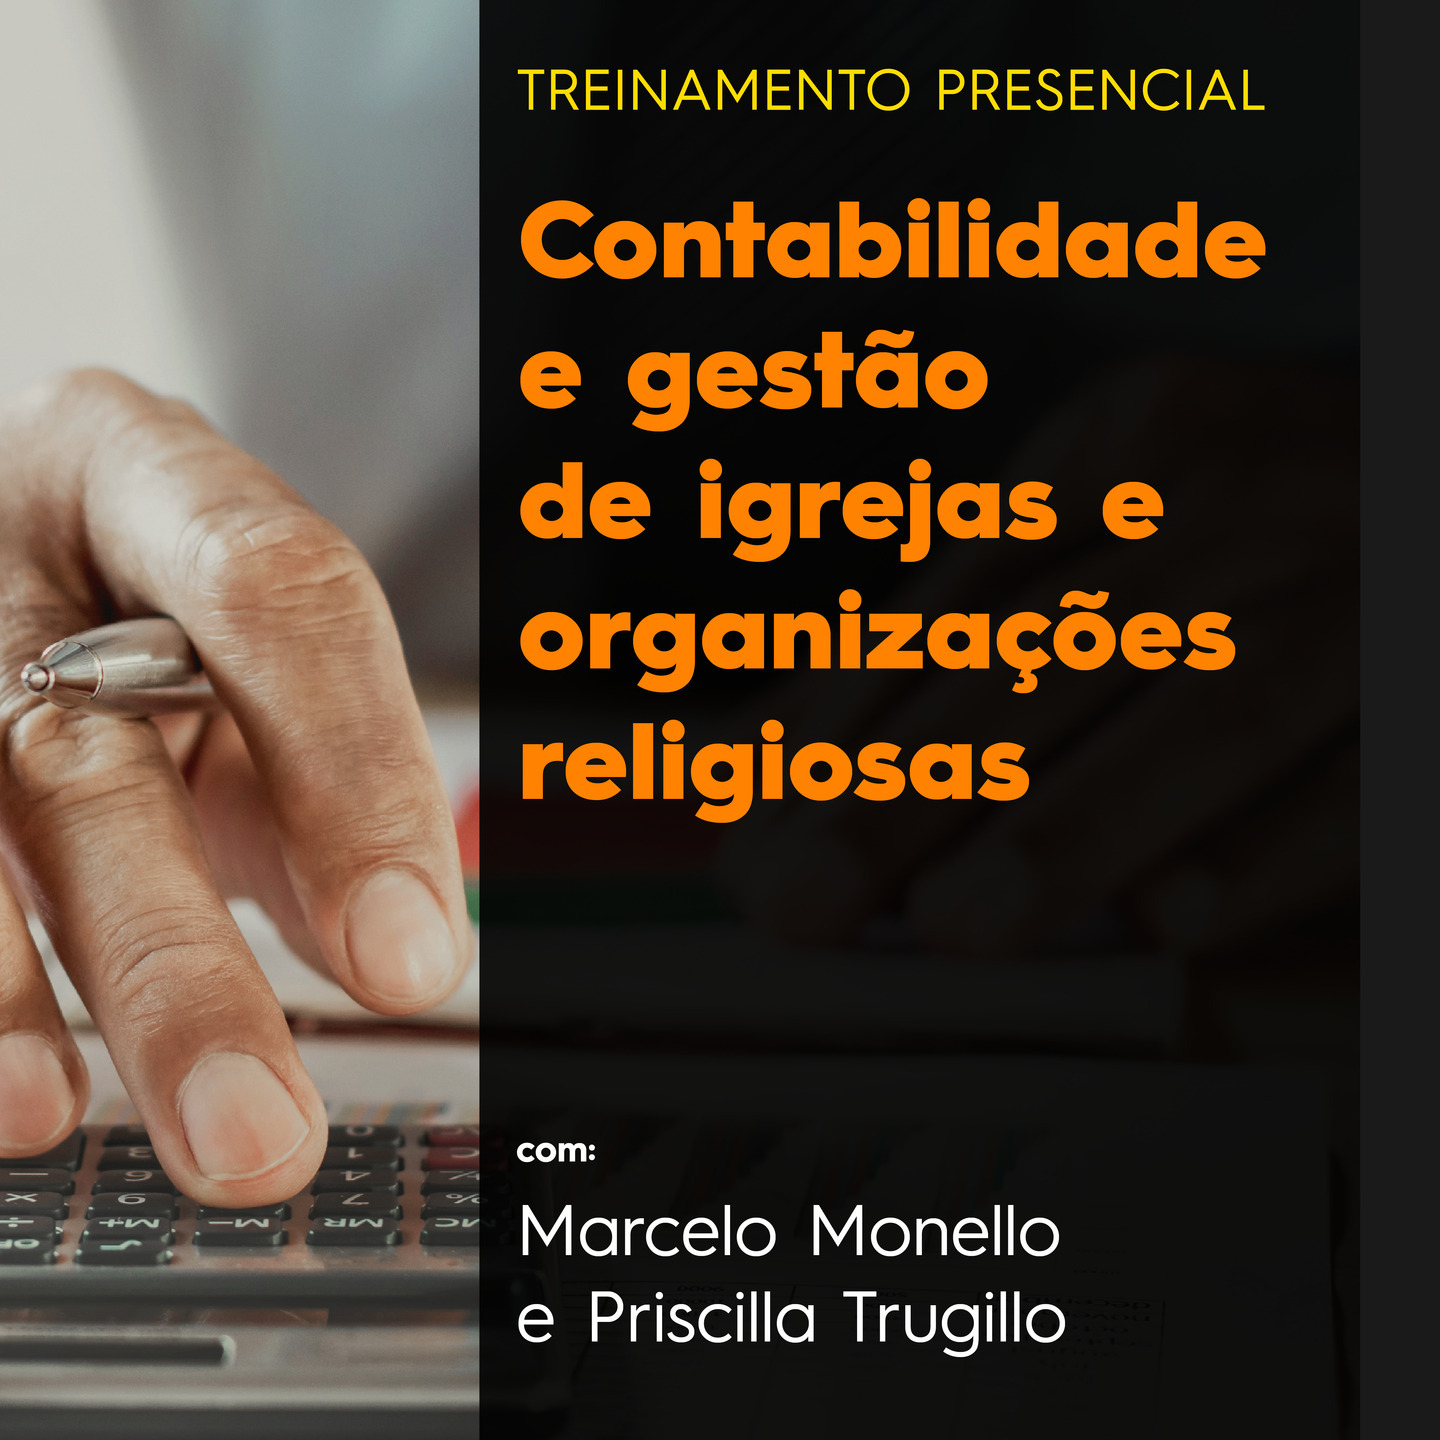 TREINAMENTO PRESENCIAL
Contabilidade
e gestão
de igrejas e
organizações
religiosas
com:
Marcelo Monello
e Priscilla Trugillo